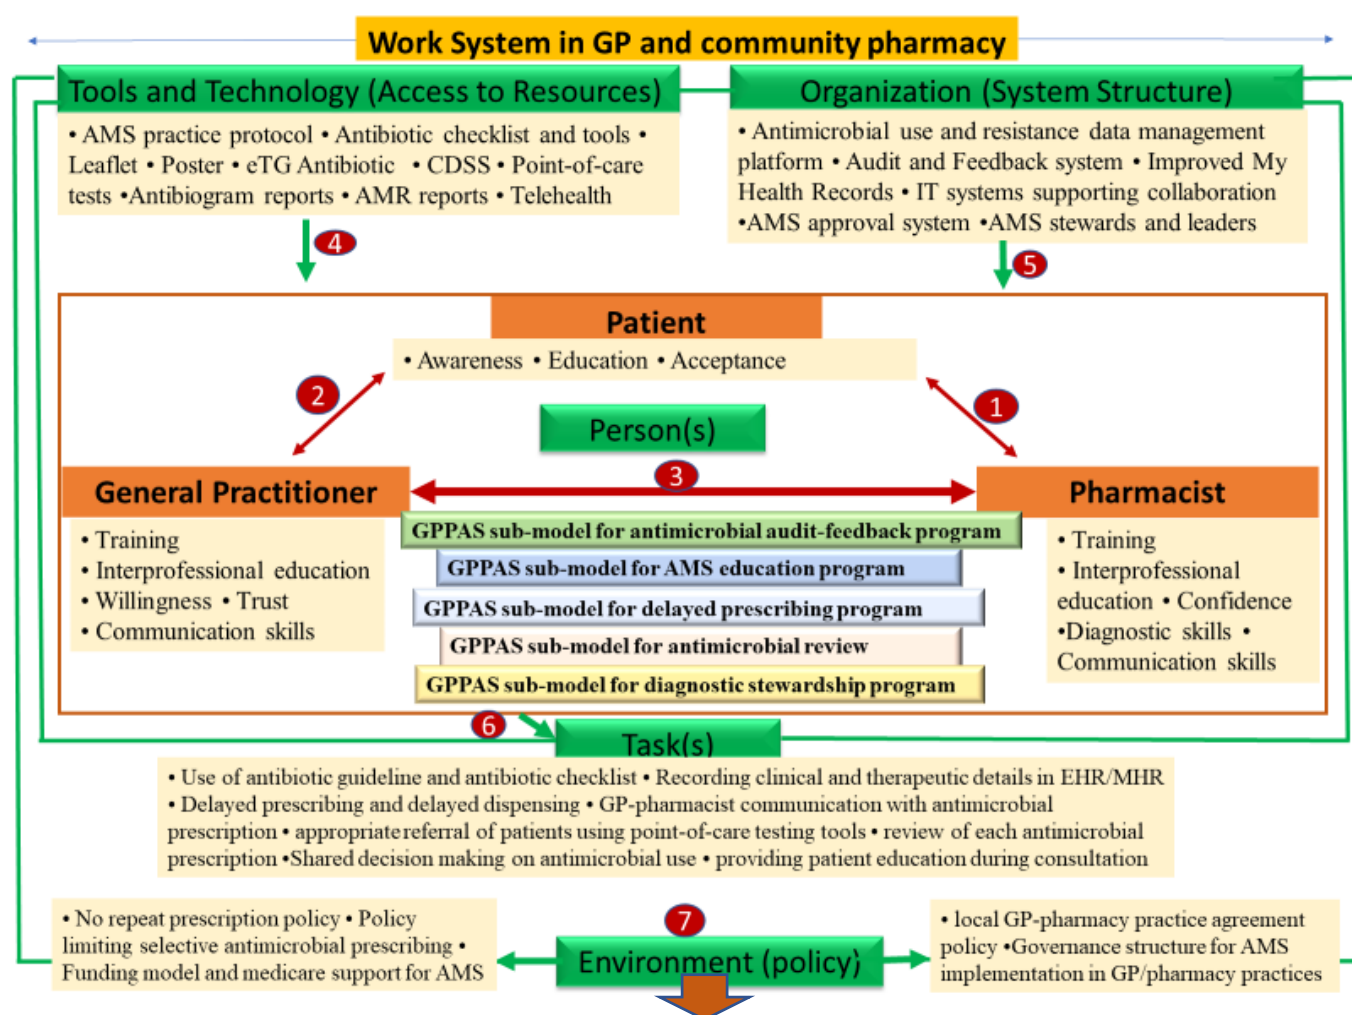 Work System in GP and community pharmacy
Tools and Technology (Access to Resources)
• AMS practice protocol • Antibiotic checklist and tools •
Leaflet • Poster • eTG Antibiotic • CDSS • Point-of-care
tests •Antibiogram reports • AMR reports • Telehealth
Organization (System Structure)
• Antimicrobial use and resistance data management
platform • Audit and Feedback system • Improved My
Health Records • IT systems supporting collaboration
•AMS approval system •AMS stewards and leaders
4
5
Patient
• Awareness • Education • Acceptance
2
1
Person(s)
3
General Practitioner
• Training
• Interprofessional education
• Willingness • Trust
• Communication skills
Pharmacist
• Training
• Interprofessional
education • Confidence
•Diagnostic skills •
Communication skills
GPPAS sub-model for antimicrobial audit-feedback program
GPPAS sub-model for AMS education program
GPPAS sub-model for delayed prescribing program
GPPAS sub-model for antimicrobial review
GPPAS sub-model for diagnostic stewardship program
6
Task(s)
• Use of antibiotic guideline and antibiotic checklist • Recording clinical and therapeutic details in EHR/MHR
• Delayed prescribing and delayed dispensing • GP-pharmacist communication with antimicrobial
prescription • appropriate referral of patients using point-of-care testing tools • review of each antimicrobial
prescription •Shared decision making on antimicrobial use • providing patient education during consultation
7
• No repeat prescription policy • Policy
limiting selective antimicrobial prescribing •
Funding model and medicare support for AMS
Environment (policy)
• local GP-pharmacy practice agreement
policy •Governance structure for AMS
implementation in GP/pharmacy practices